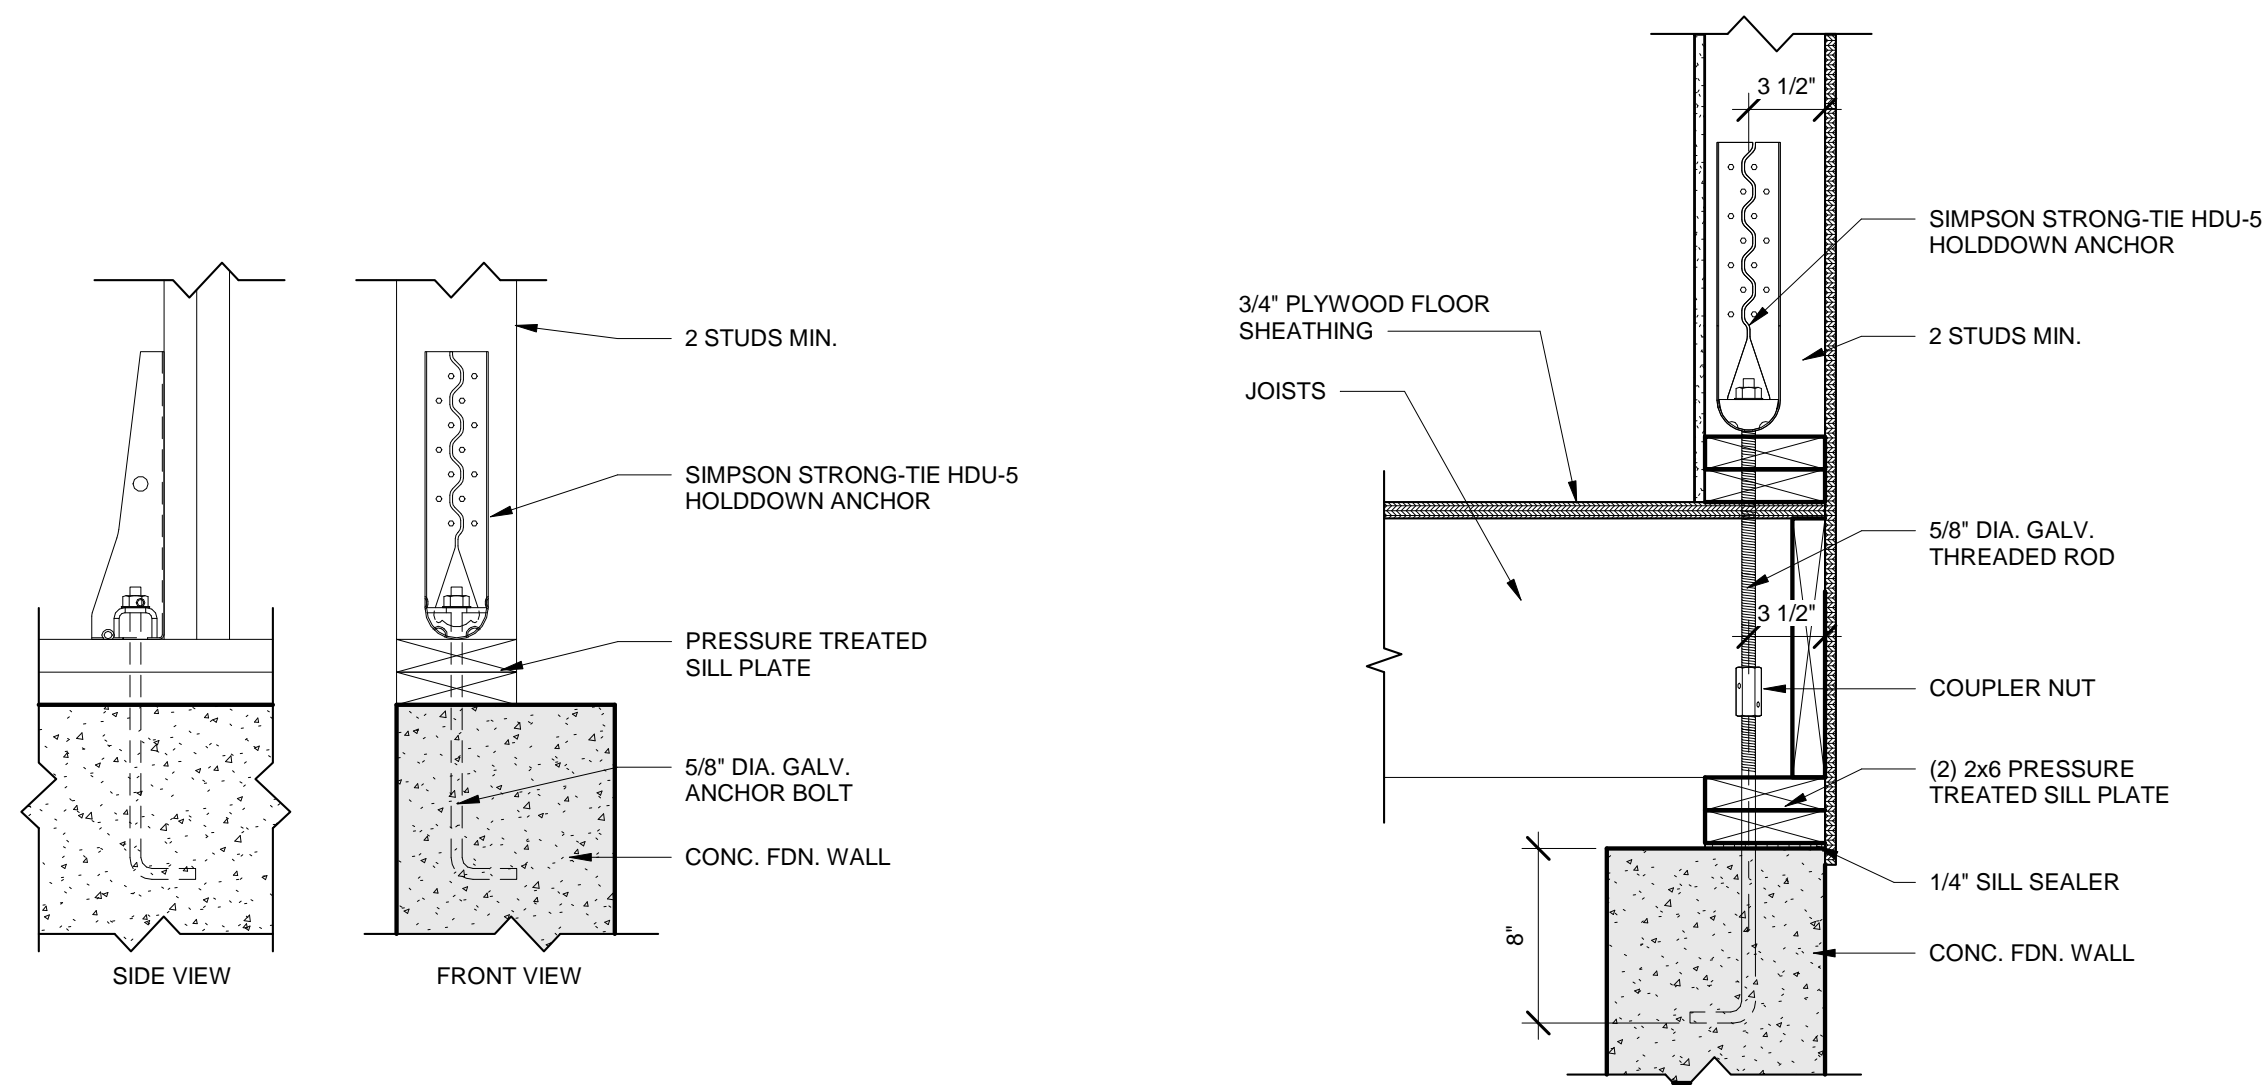 2 STUDS MIN.
SIMPSON STRONG-TIE HDU-5
HOLDDOWN ANCHOR
PRESSURE TREATED
SILL PLATE
5/8" DIA. GALV.
ANCHOR BOLT
CONC. FDN. WALL
SIDE VIEW
FRONT VIEW
3 1/2"
SIMPSON STRONG-TIE HDU-5
HOLDDOWN ANCHOR
3/4" PLYWOOD FLOOR
SHEATHING
2 STUDS MIN.
JOISTS
5/8" DIA. GALV.
THREADED ROD
3 1/2"
COUPLER NUT
(2) 2x6 PRESSURE
TREATED SILL PLATE
1/4" SILL SEALER
8"
CONC. FDN. WALL